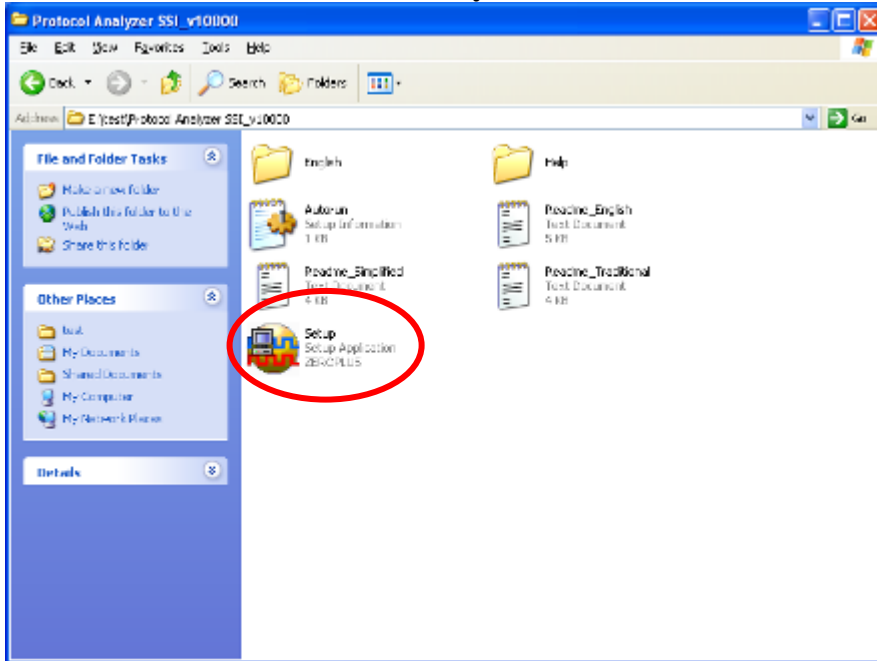 Protocol Analyzer SSI_v10000
File Edit View Favorites Tools Help
Back Search Folders
Address E:\test\Protocol Analyzer SSI_v10000 Go
File and Folder Tasks
Make a new folder
Publish this folder to the
Web
Share this folder
Other Places
test
My Documents
Shared Documents
My Computer
My Network Places
Details
English
Help
Autorun
Setup Information
1 KB
Readme_English
Text Document
5 KB
Readme_Simplified
Text Document
4 KB
Readme_Traditional
Text Document
4 KB
Setup
Setup Application
ZEROPLUS